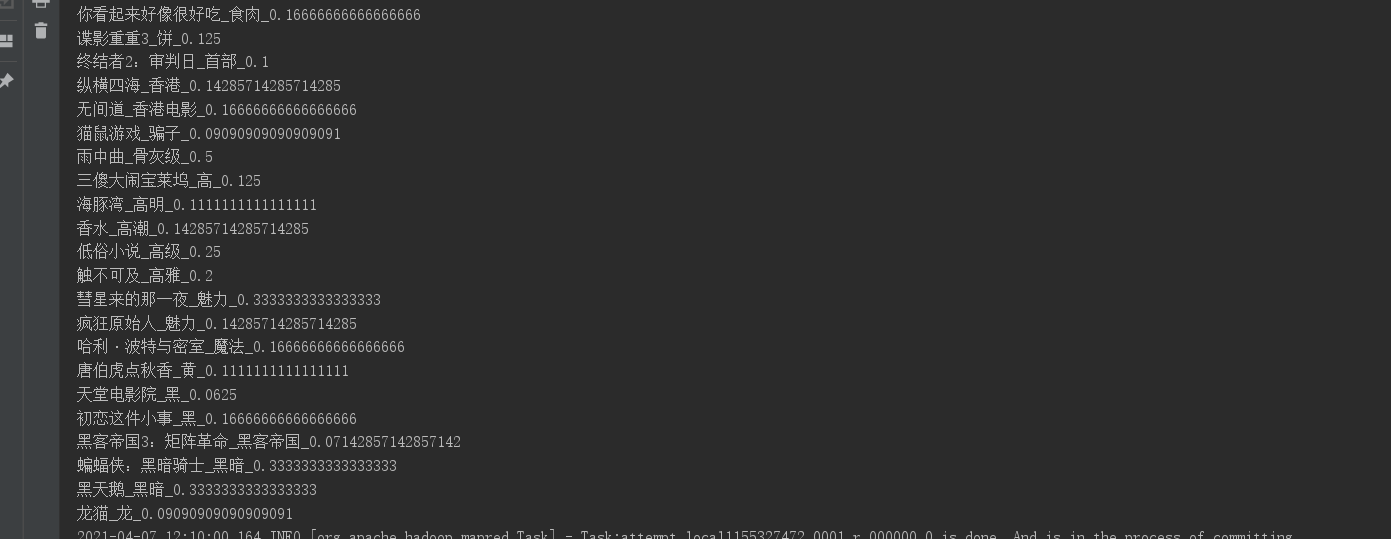 你看起来好像很好吃_食肉_0.16666666666666666
谍影重重3_饼_0.125
终结者2：审判日_首部_0.1
纵横四海_香港_0.14285714285714285
无间道_香港电影_0.16666666666666666
猫鼠游戏_骗子_0.09090909090909091
雨中曲_骨灰级_0.5
三傻大闹宝莱坞_高_0.125
海豚湾_高明_0.1111111111111111
香水_高潮_0.14285714285714285
低俗小说_高级_0.25
触不可及_高雅_0.2
彗星来的那一夜_魅力_0.3333333333333333
疯狂原始人_魅力_0.14285714285714285
哈利·波特与密室_魔法_0.16666666666666666
唐伯虎点秋香_黄_0.1111111111111111
天堂电影院_黑_0.0625
初恋这件小事_黑_0.16666666666666666
黑客帝国3：矩阵革命_黑客帝国_0.07142857142857142
蝙蝠侠：黑暗骑士_黑暗_0.3333333333333333
黑天鹅_黑暗_0.3333333333333333
龙猫_龙_0.09090909090909091
2021-04-07 12:10:00,164 INFO [org.apache.hadoop.mapred.Task] - Task:attempt_local1155327472_0001_r_000000_0 is done. And is in the process of committing